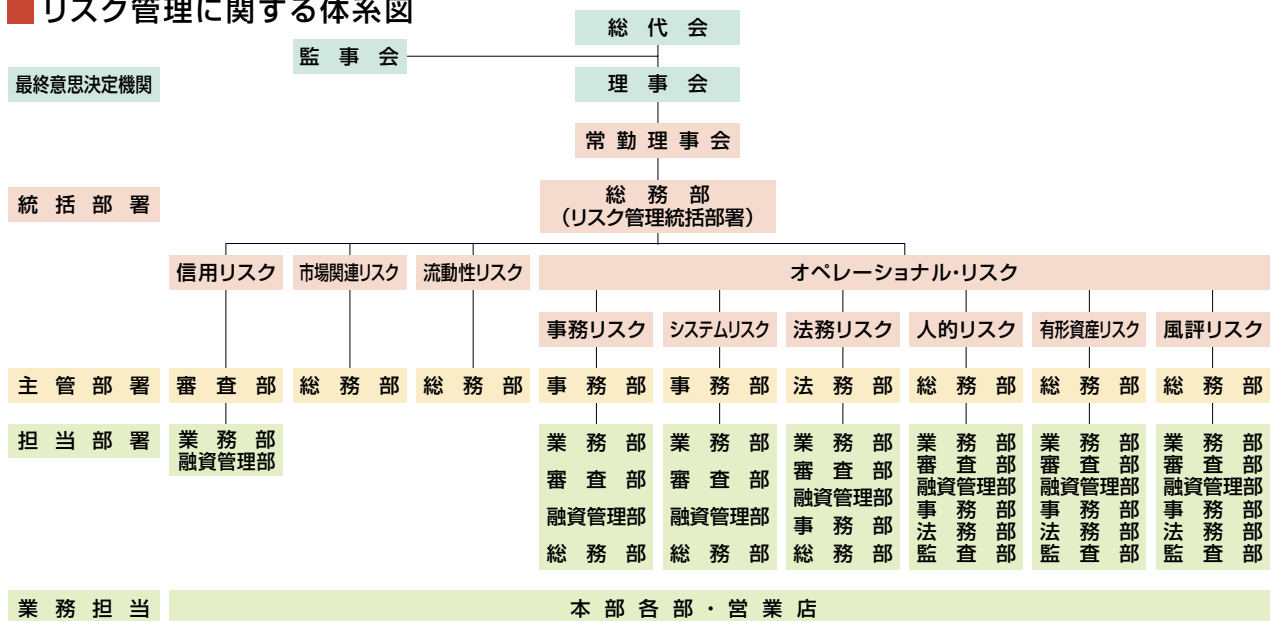 リスク管理に関する体系図
総代会
監事会
最終意思決定機関
理事会
常勤理事会
統括部署
総務部
（リスク管理統括部署）
信用リスク 市場関連リスク 流動性リスク オペレーショナル・リスク
事務リスク システムリスク 法務リスク 人的リスク 有形資産リスク 風評リスク
主管部署 審査部 総務部 総務部 事務部 事務部 法務部 総務部 総務部 総務部
担当部署
業務部
融資管理部
業務部
審査部
融資管理部
総務部
業務部
審査部
融資管理部
総務部
業務部
審査部
融資管理部
事務部
総務部
業務部
審査部
融資管理部
事務部
法務部
監査部
業務部
審査部
融資管理部
事務部
法務部
監査部
業務部
審査部
融資管理部
事務部
法務部
監査部
業務担当 本部各部・営業店